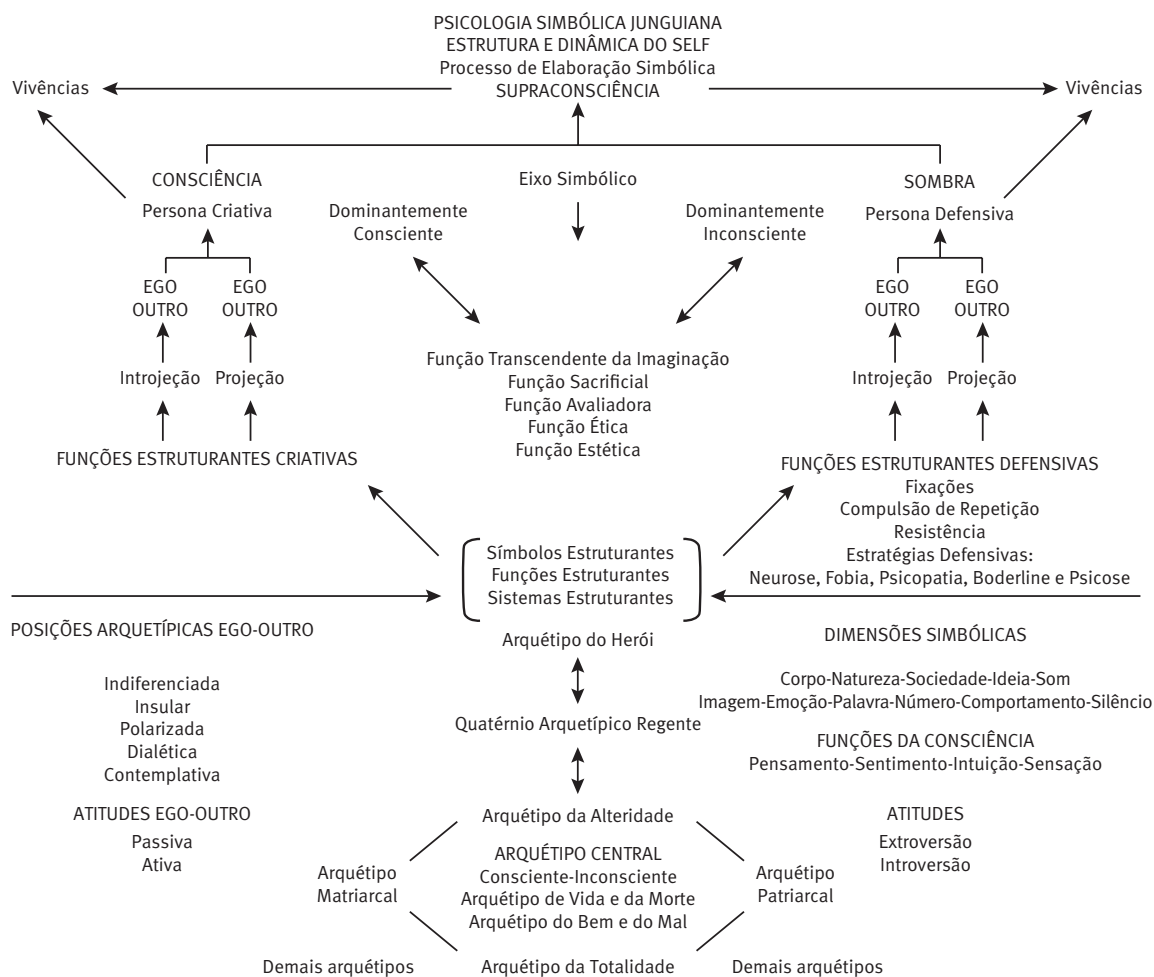 PSICOLOGIA SIMBÓLICA JUNGUIANA
ESTRUTURA E DINÂMICA DO SELF
Processo de Elaboração Simbólica
SUPRACONSCIÊNCIA
Vivências
Vivências
CONSCIÊNCIA
Persona Criativa
EGO
OUTRO
EGO
OUTRO
Introjeção
Projeção
FUNÇÕES ESTRUTURANTES CRIATIVAS
Eixo Simbólico
Dominantemente
Consciente
Dominantemente
Inconsciente
Função Transcendente da Imaginação
Função Sacrificial
Função Avaliadora
Função Ética
Função Estética
SOMBRA
Persona Defensiva
EGO
OUTRO
EGO
OUTRO
Introjeção
Projeção
FUNÇÕES ESTRUTURANTES DEFENSIVAS
Fixações
Compulsão de Repetição
Resistência
Estratégias Defensivas:
Neurose, Fobia, Psicopatia, Boderline e Psicose
Símbolos Estruturantes
Funções Estruturantes
Sistemas Estruturantes
POSIÇÕES ARQUETÍPICAS EGO-OUTRO
Indiferenciada
Insular
Polarizada
Dialética
Contemplativa
ATITUDES EGO-OUTRO
Passiva
Ativa
Arquétipo do Herói
Quatérnio Arquetípico Regente
Arquétipo da Alteridade
Arquétipo
Matriarcal
ARQUÉTIPO CENTRAL
Consciente-Inconsciente
Arquétipo de Vida e da Morte
Arquétipo do Bem e do Mal
Arquétipo
Patriarcal
Demais arquétipos
Arquétipo da Totalidade
Demais arquétipos
DIMENSÕES SIMBÓLICAS
Corpo-Natureza-Sociedade-Ideia-Som
Imagem-Emoção-Palavra-Número-Comportamento-Silêncio
FUNÇÕES DA CONSCIÊNCIA
Pensamento-Sentimento-Intuição-Sensação
ATITUDES
Extroversão
Introversão